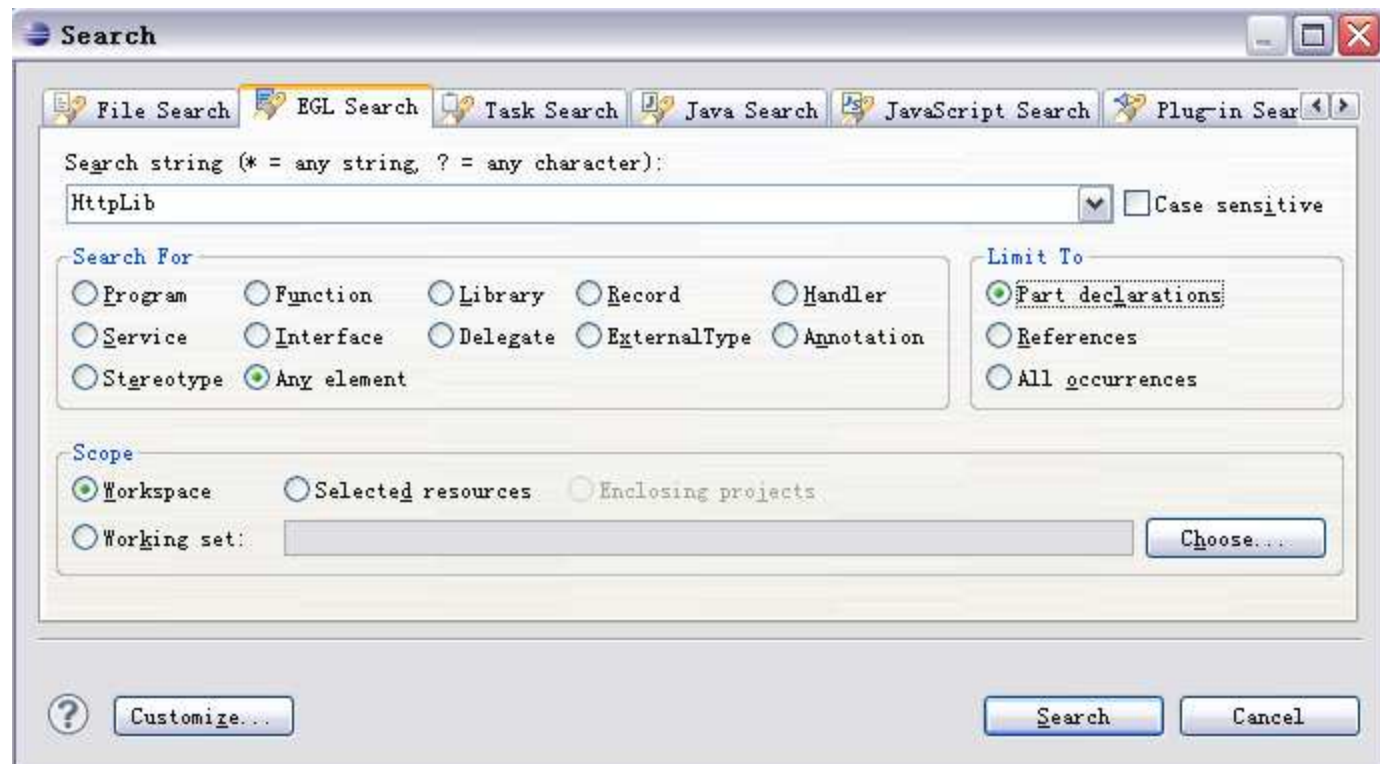 Search
File Search EGL Search Task Search Java Search JavaScript Search Plug-in Sear
Search string (* = any string, ? = any character):
HttpLib Case sensitive
Search For Limit To
Program Function Library Record Handler Part declarations
Service Interface Delegate ExternalType Annotation References
Stereotype Any element All occurrences
Scope
Workspace Selected resources Enclosing projects
Working set: Choose...
? Customize... Search Cancel